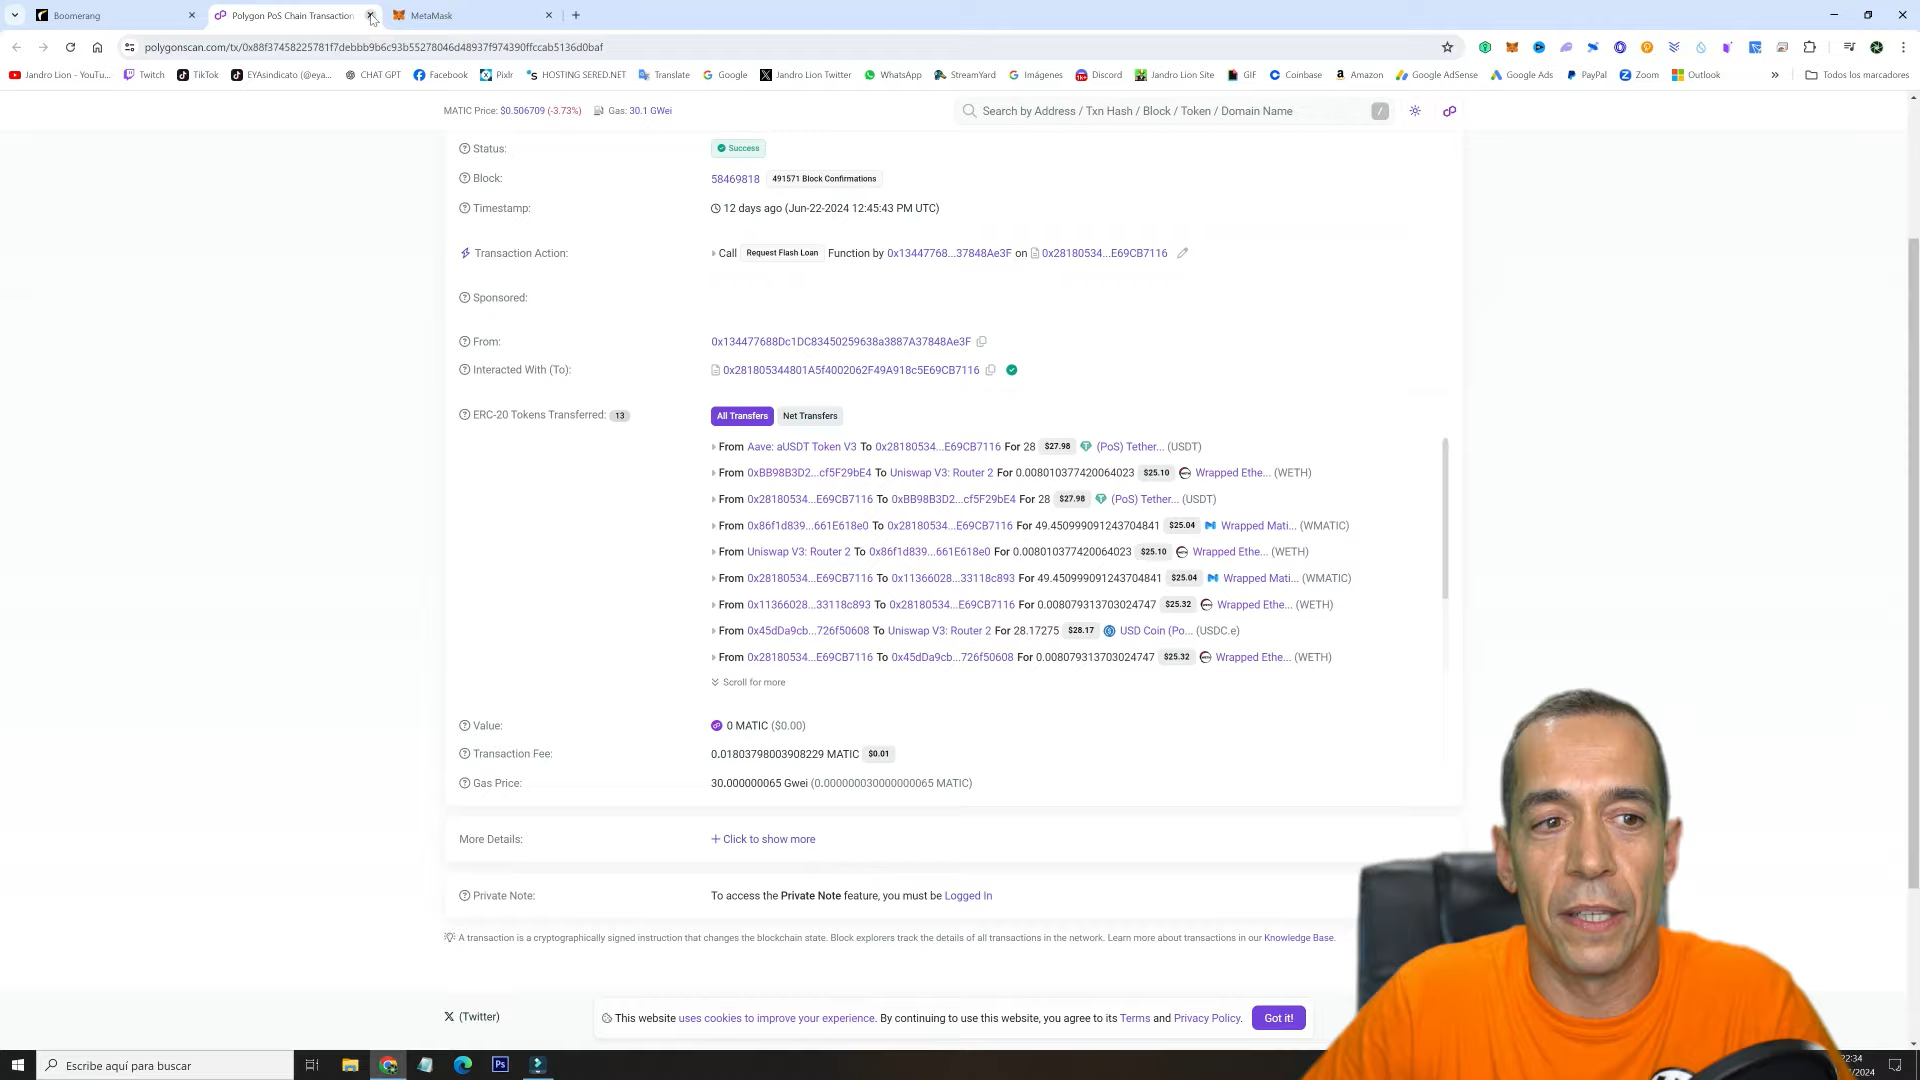 Boomerang
Polygon PoS Chain Transaction
MetaMask
polygonscan.com/tx/0x88f37458225781f7debbb9b6c93b55278046d48937f974390ffccab5136d0baf
Jandro Lion - YouTu... Twitch TikTok EYAsindicato (@eya... CHAT GPT Facebook Pixlr HOSTING SERED.NET Translate Google Jandro Lion Twitter WhatsApp StreamYard Imágenes Discord Jandro Lion Site GIF Coinbase Amazon Google AdSense Google Ads PayPal Zoom Outlook Todos los marcadores
MATIC Price: $0.506709 (-3.73%) Gas: 30.1 GWei
Search by Address / Txn Hash / Block / Token / Domain Name /
Status: Success
Block: 58469818 491571 Block Confirmations
Timestamp: 12 days ago (Jun-22-2024 12:45:43 PM UTC)
Transaction Action: Call Request Flash Loan Function by 0x13447768...37848Ae3F on 0x28180534...E69CB7116
Sponsored:
From: 0x134477688Dc1DC83450259638a3887A37848Ae3F
Interacted With (To): 0x281805344801A5f4002062F49A918c5E69CB7116
ERC-20 Tokens Transferred: 13 All Transfers Net Transfers
From Aave: aUSDT Token V3 To 0x28180534...E69CB7116 For 28 $27.98 (PoS) Tether... (USDT)
From 0xBB98B3D2...cf5F29bE4 To Uniswap V3: Router 2 For 0.008010377420064023 $25.10 Wrapped Ethe... (WETH)
From 0x28180534...E69CB7116 To 0xBB98B3D2...cf5F29bE4 For 28 $27.98 (PoS) Tether... (USDT)
From 0x86f1d839...661E618e0 To 0x28180534...E69CB7116 For 49.450999091243704841 $25.04 Wrapped Mati... (WMATIC)
From Uniswap V3: Router 2 To 0x86f1d839...661E618e0 For 0.008010377420064023 $25.10 Wrapped Ethe... (WETH)
From 0x28180534...E69CB7116 To 0x11366028...33118c893 For 49.450999091243704841 $25.04 Wrapped Mati... (WMATIC)
From 0x11366028...33118c893 To 0x28180534...E69CB7116 For 0.008079313703024747 $25.32 Wrapped Ethe... (WETH)
From 0x45dDa9cb...726f50608 To Uniswap V3: Router 2 For 28.17275 $28.17 USD Coin (Po... (USDC.e)
From 0x28180534...E69CB7116 To 0x45dDa9cb...726f50608 For 0.008079313703024747 $25.32 Wrapped Ethe... (WETH)
Scroll for more
Value: 0 MATIC ($0.00)
Transaction Fee: 0.01803798003908229 MATIC $0.01
Gas Price: 30.000000065 Gwei (0.000000030000000065 MATIC)
More Details: + Click to show more
Private Note: To access the Private Note feature, you must be Logged In
A transaction is a cryptographically signed instruction that changes the blockchain state. Block explorers track the details of all transactions in the network. Learn more about transactions in our Knowledge Base.
X (Twitter)
This website uses cookies to improve your experience. By continuing to use this website, you agree to its Terms and Privacy Policy. Got it!
Escribe aquí para buscar
Ps
22:34
/2024